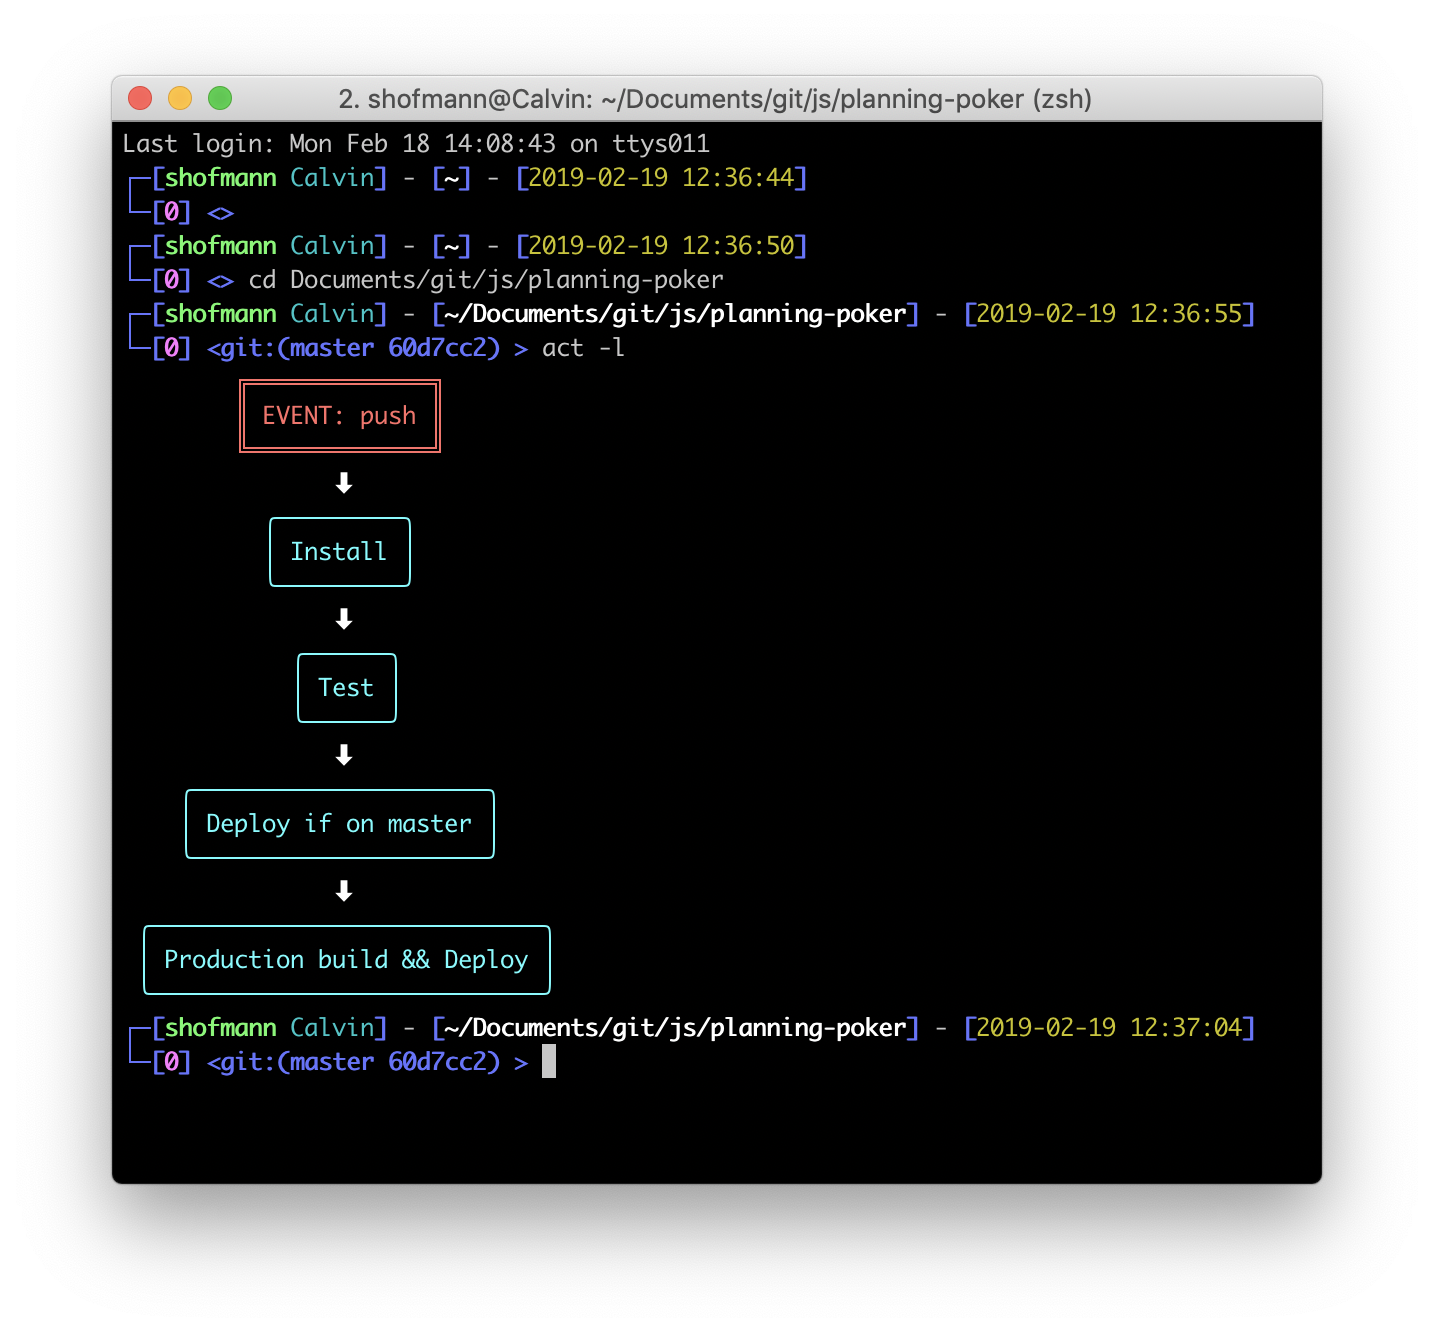 2. shofmann@Calvin: ~/Documents/git/js/planning-poker (zsh)
Last login: Mon Feb 18 14:08:43 on ttys011
┌─[shofmann Calvin] - [~] - [2019-02-19 12:36:44]
└─[0] <>
┌─[shofmann Calvin] - [~] - [2019-02-19 12:36:50]
└─[0] <> cd Documents/git/js/planning-poker
┌─[shofmann Calvin] - [~/Documents/git/js/planning-poker] - [2019-02-19 12:36:55]
└─[0] <git:(master 60d7cc2) > act -l
EVENT: push
⬇
Install
⬇
Test
⬇
Deploy if on master
⬇
Production build && Deploy
┌─[shofmann Calvin] - [~/Documents/git/js/planning-poker] - [2019-02-19 12:37:04]
└─[0] <git:(master 60d7cc2) >